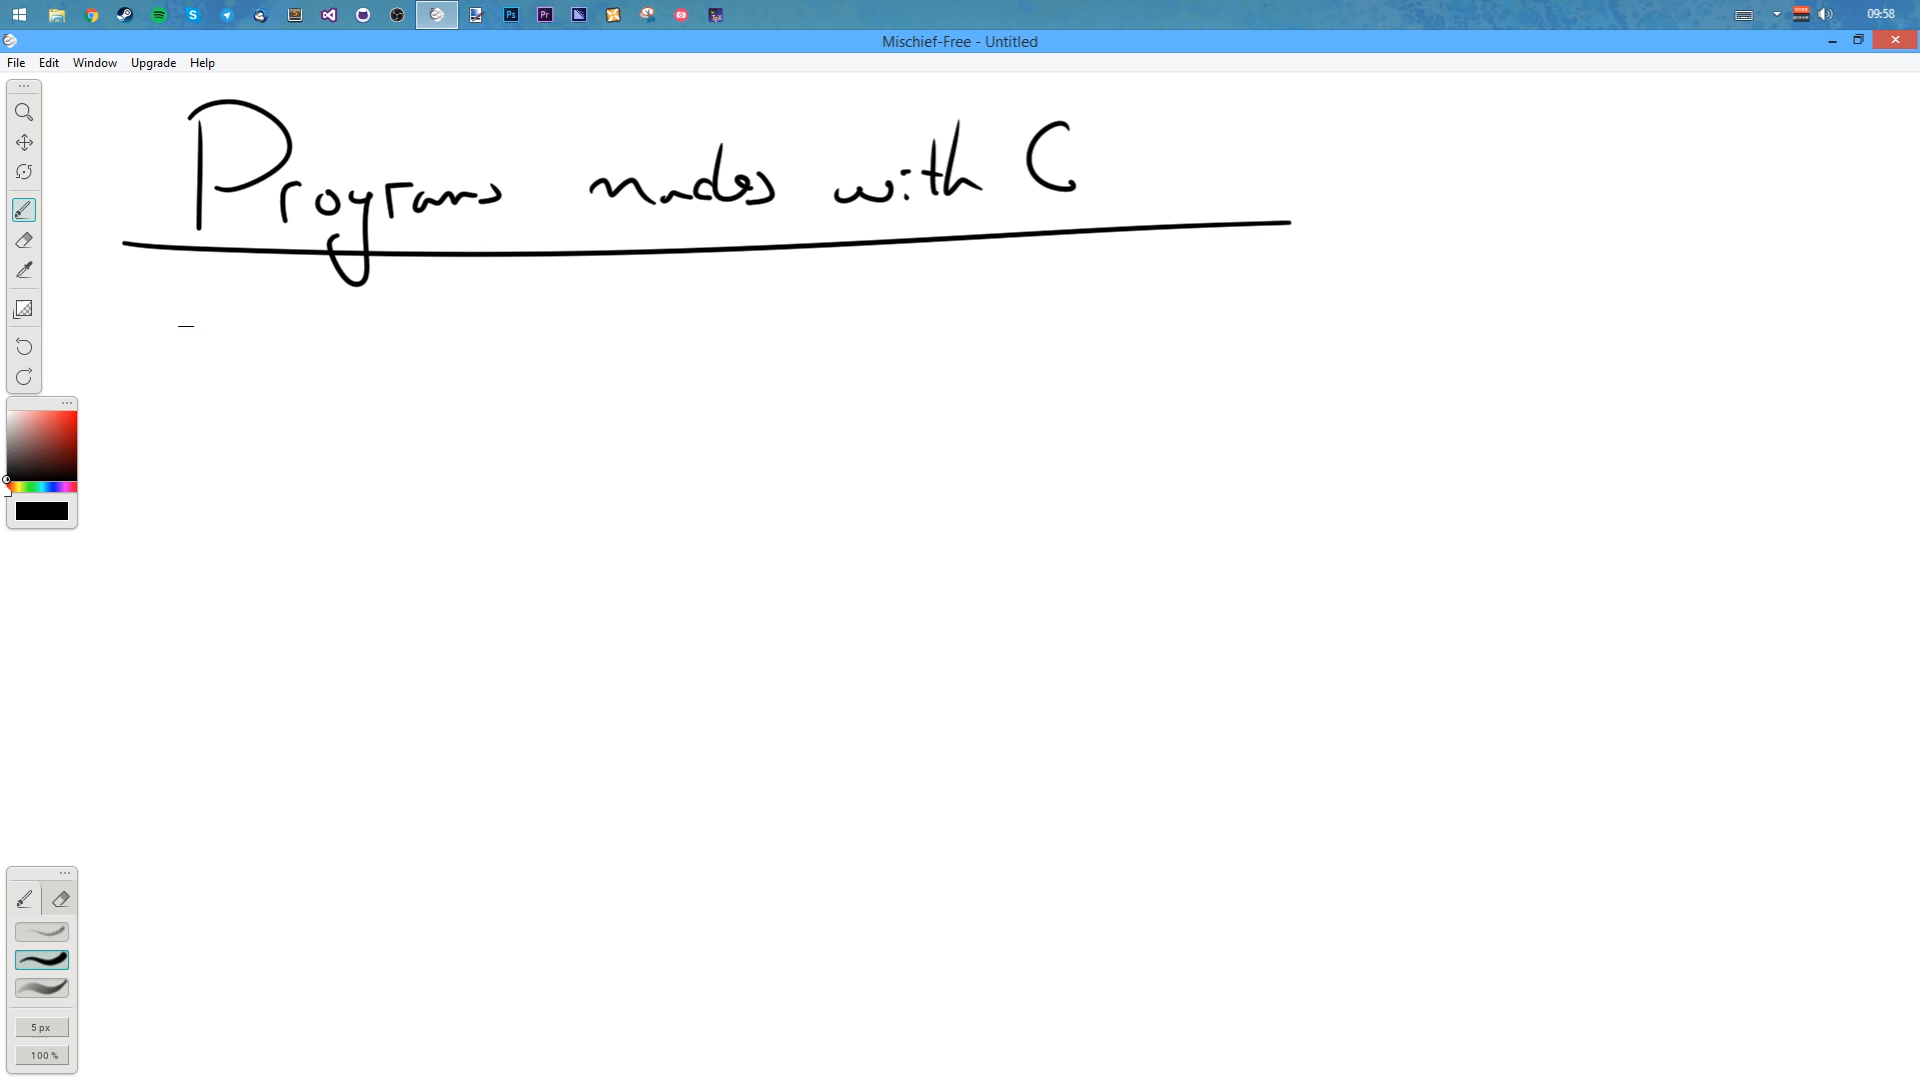 09:58
Mischief-Free - Untitled
File Edit Window Upgrade Help
Programs mades with C
5 px
100 %